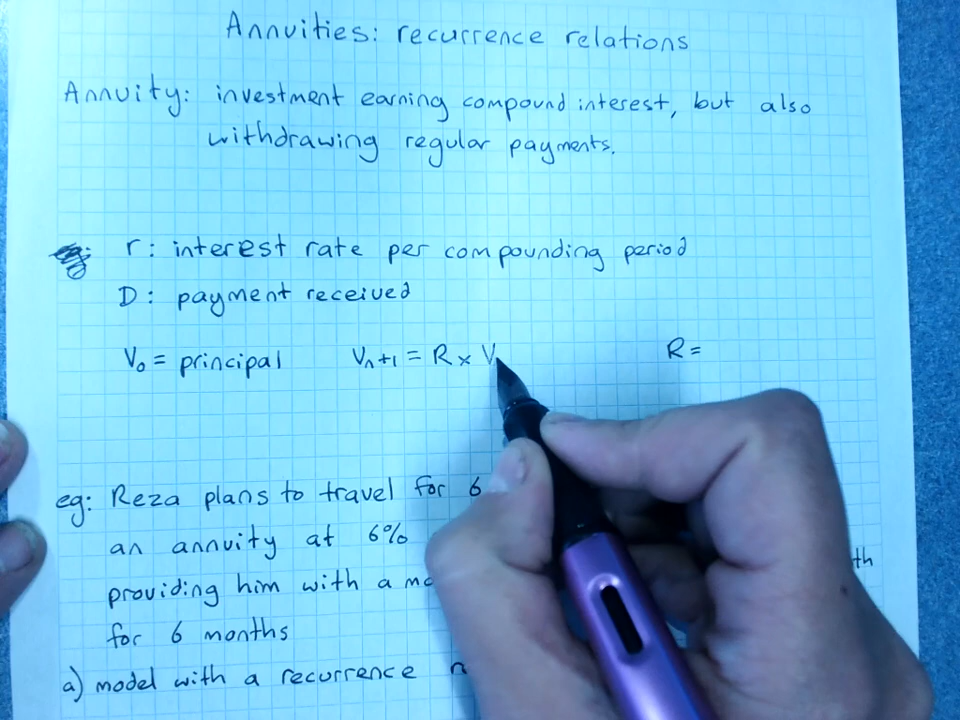 Annuities: recurrence relations
Annuity: investment earning compound interest, but also
withdrawing regular payments.
r: interest rate per compounding period
D: payment received
V₀ = principal Vₙ₊₁ = R × V R =
eg: Reza plans to travel for 6
an annuity at 6%
providing him with a
for 6 months
a) model with a recurrence